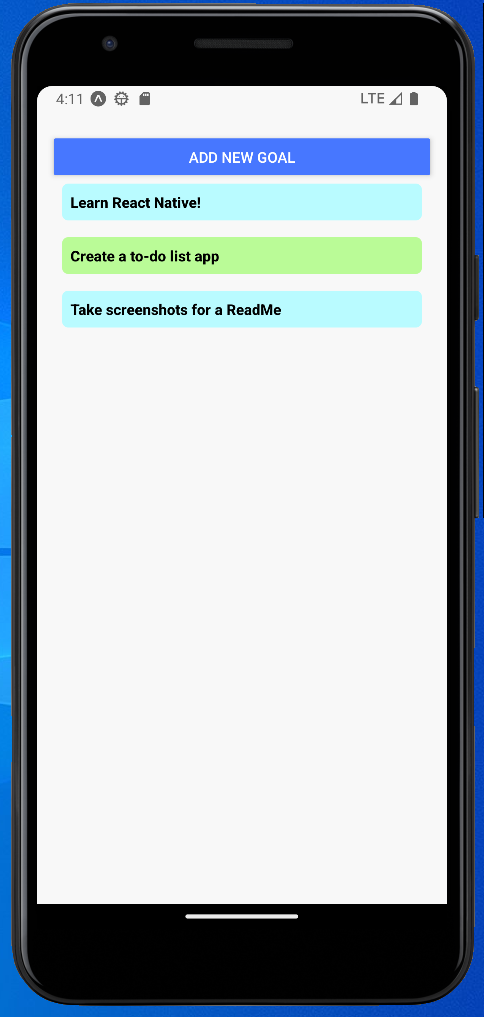 4:11 LTE
ADD NEW GOAL
Learn React Native!
Create a to-do list app
Take screenshots for a ReadMe